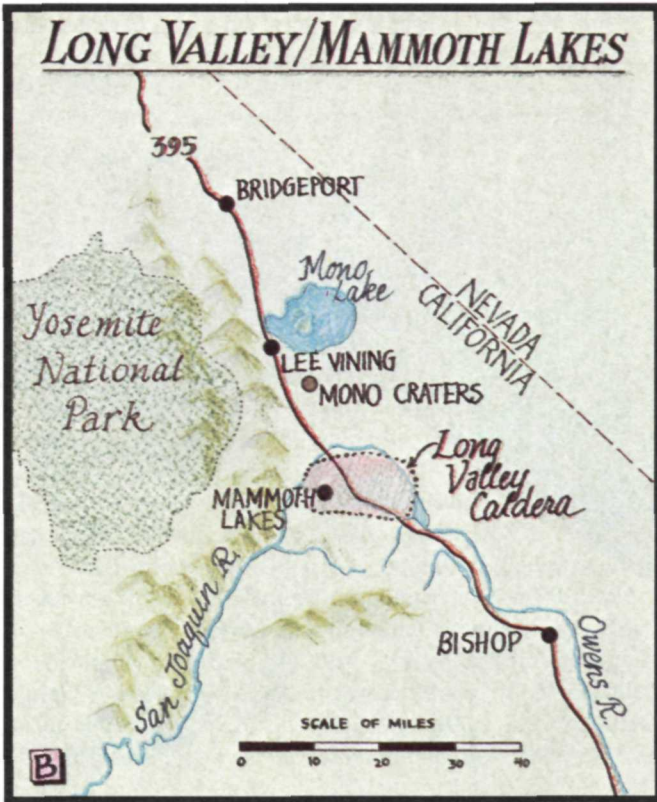 LONG VALLEY/MAMMOTH LAKES
395
BRIDGEPORT
Mono
Lake
NEVADA
CALIFORNIA
Yosemite
National
Park
LEE VINING
MONO CRATERS
Long
Valley
Caldera
MAMMOTH
LAKES
San Joaquin R.
BISHOP
Owens R.
SCALE OF MILES
0 10 20 30 40
B